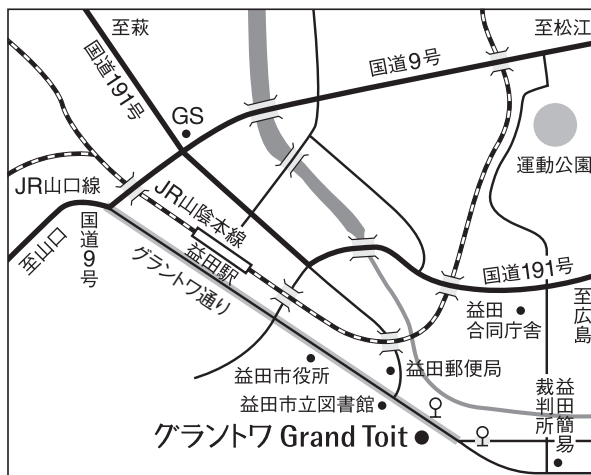 至萩
至松江
国道191号
国道9号
GS
運動公園
JR山口線
JR山陰本線
国道9号
至山口
益田駅
グラントワ通り
国道191号
至広島
益田
合同庁舎
益田市役所
益田郵便局
益田市立図書館
益田簡易
裁判所
グラントワ Grand Toit